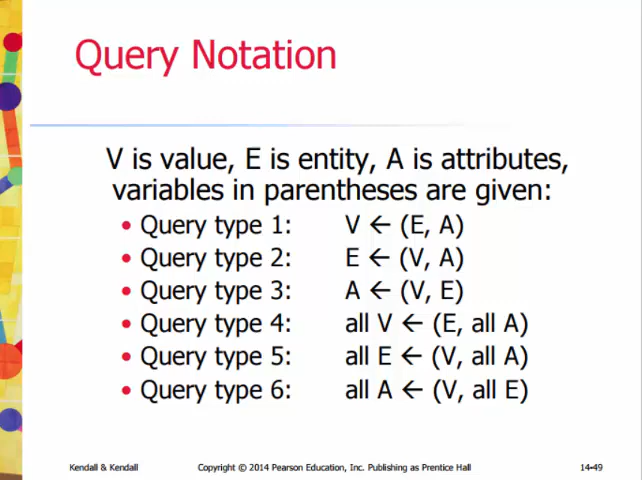 Query Notation
V is value, E is entity, A is attributes,
variables in parentheses are given:
• Query type 1: V ← (E, A)
• Query type 2: E ← (V, A)
• Query type 3: A ← (V, E)
• Query type 4: all V ← (E, all A)
• Query type 5: all E ← (V, all A)
• Query type 6: all A ← (V, all E)
Kendall & Kendall Copyright © 2014 Pearson Education, Inc. Publishing as Prentice Hall 14-49